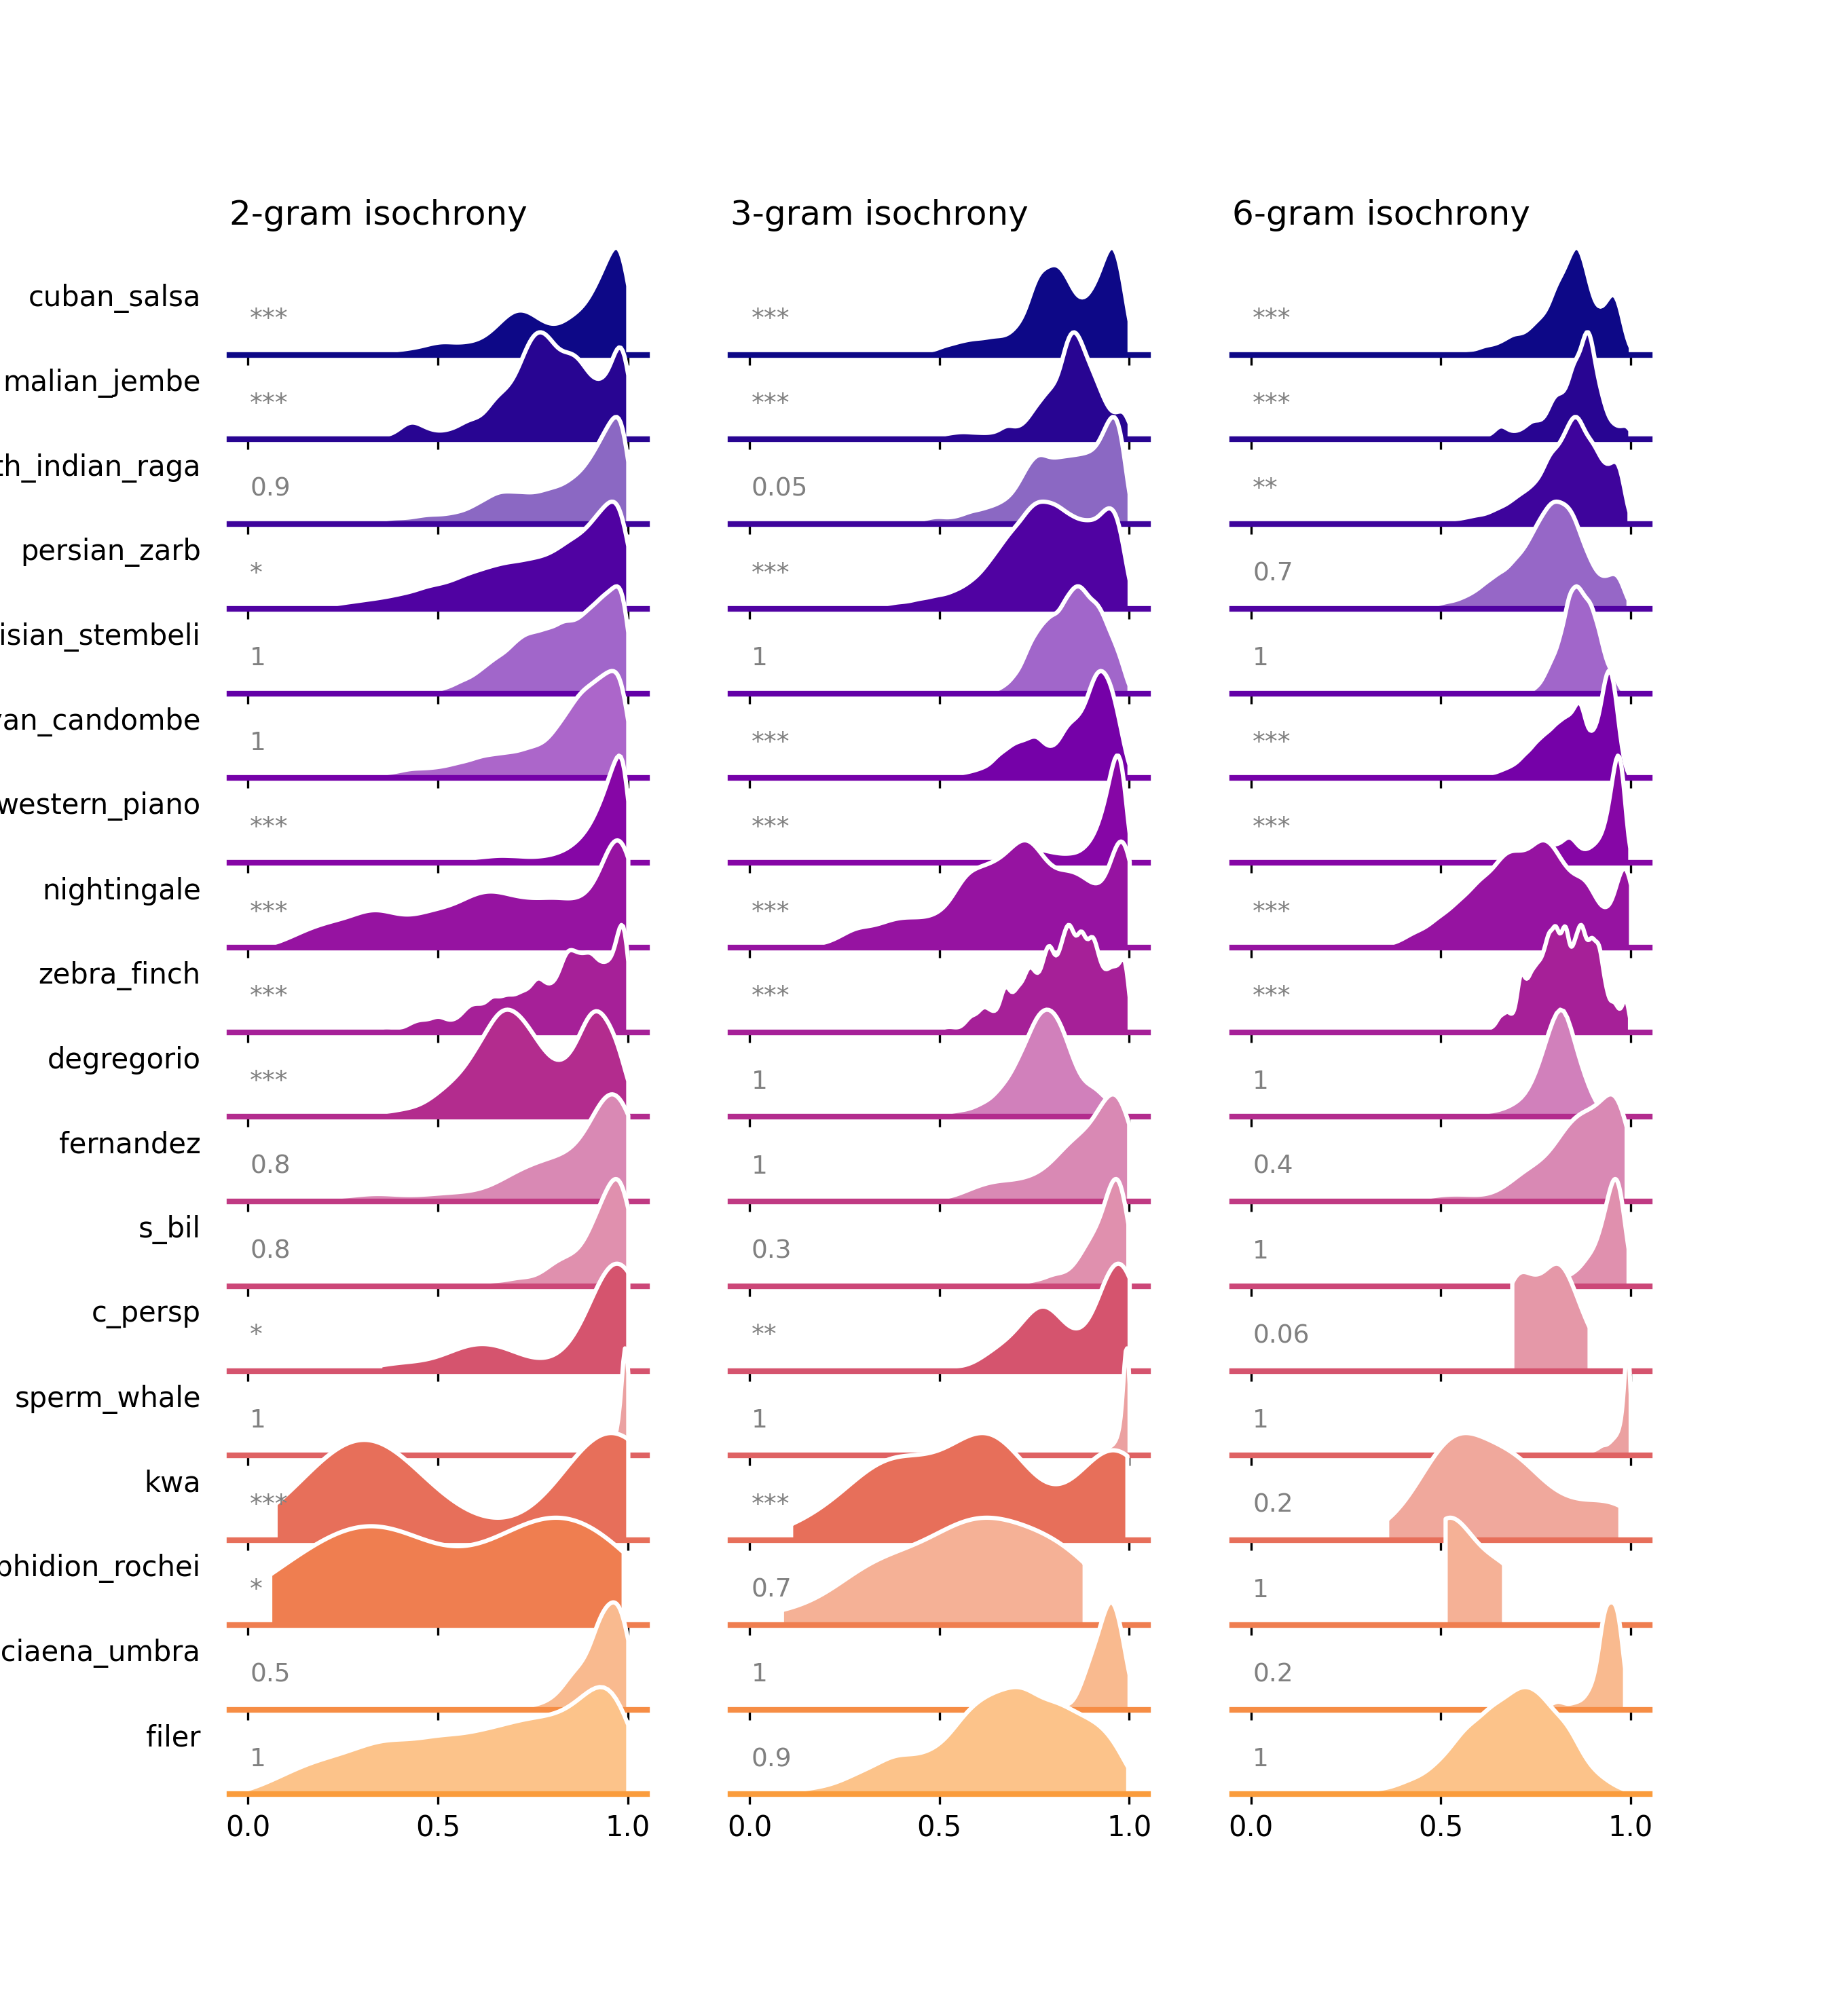 2-gram isochrony 3-gram isochrony 6-gram isochrony
cuban_salsa *** *** ***
malian_jembe *** *** ***
th_indian_raga 0.9 0.05 **
persian_zarb * *** 0.7
isian_stembeli 1 1 1
van_candombe 1 *** ***
western_piano *** *** ***
nightingale *** *** ***
zebra_finch *** *** ***
degregorio *** 1 1
fernandez 0.8 1 0.4
s_bil 0.8 0.3 1
c_persp * ** 0.06
sperm_whale 1 1 1
kwa *** *** 0.2
phidion_rochei * 0.7 1
ciaena_umbra 0.5 1 0.2
filer 1 0.9 1
0.0 0.5 1.0 0.0 0.5 1.0 0.0 0.5 1.0